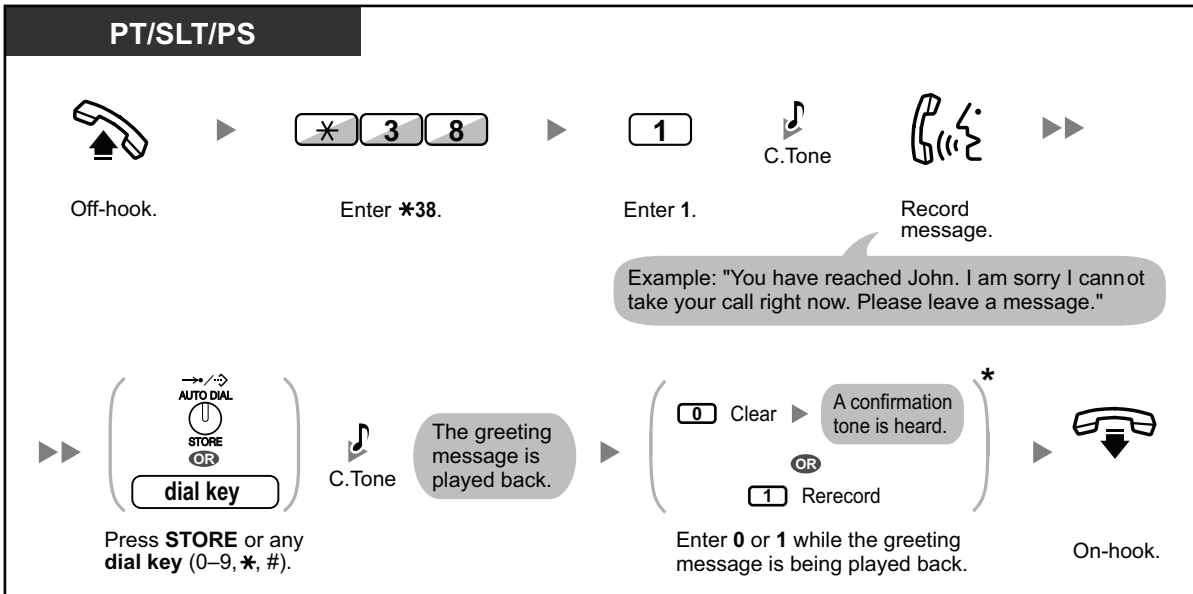 PT/SLT/PS
* 3 8
1
C.Tone
Off-hook.
Enter *38.
Enter 1.
Record
message.
Example: "You have reached John. I am sorry I cannot
take your call right now. Please leave a message."
AUTO DIAL
STORE
OR
dial key
C.Tone
The greeting
message is
played back.
0 Clear
A confirmation
tone is heard.
*
OR
1 Rerecord
Press STORE or any
dial key (0–9, *, #).
Enter 0 or 1 while the greeting
message is being played back.
On-hook.